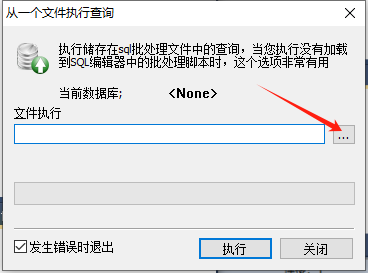 从一个文件执行查询
执行储存在sql批处理文件中的查询，当您执行没有加载
到SQL编辑器中的批处理脚本时，这个选项非常有用
当前数据库; <None>
文件执行
...
发生错误时退出
执行
关闭